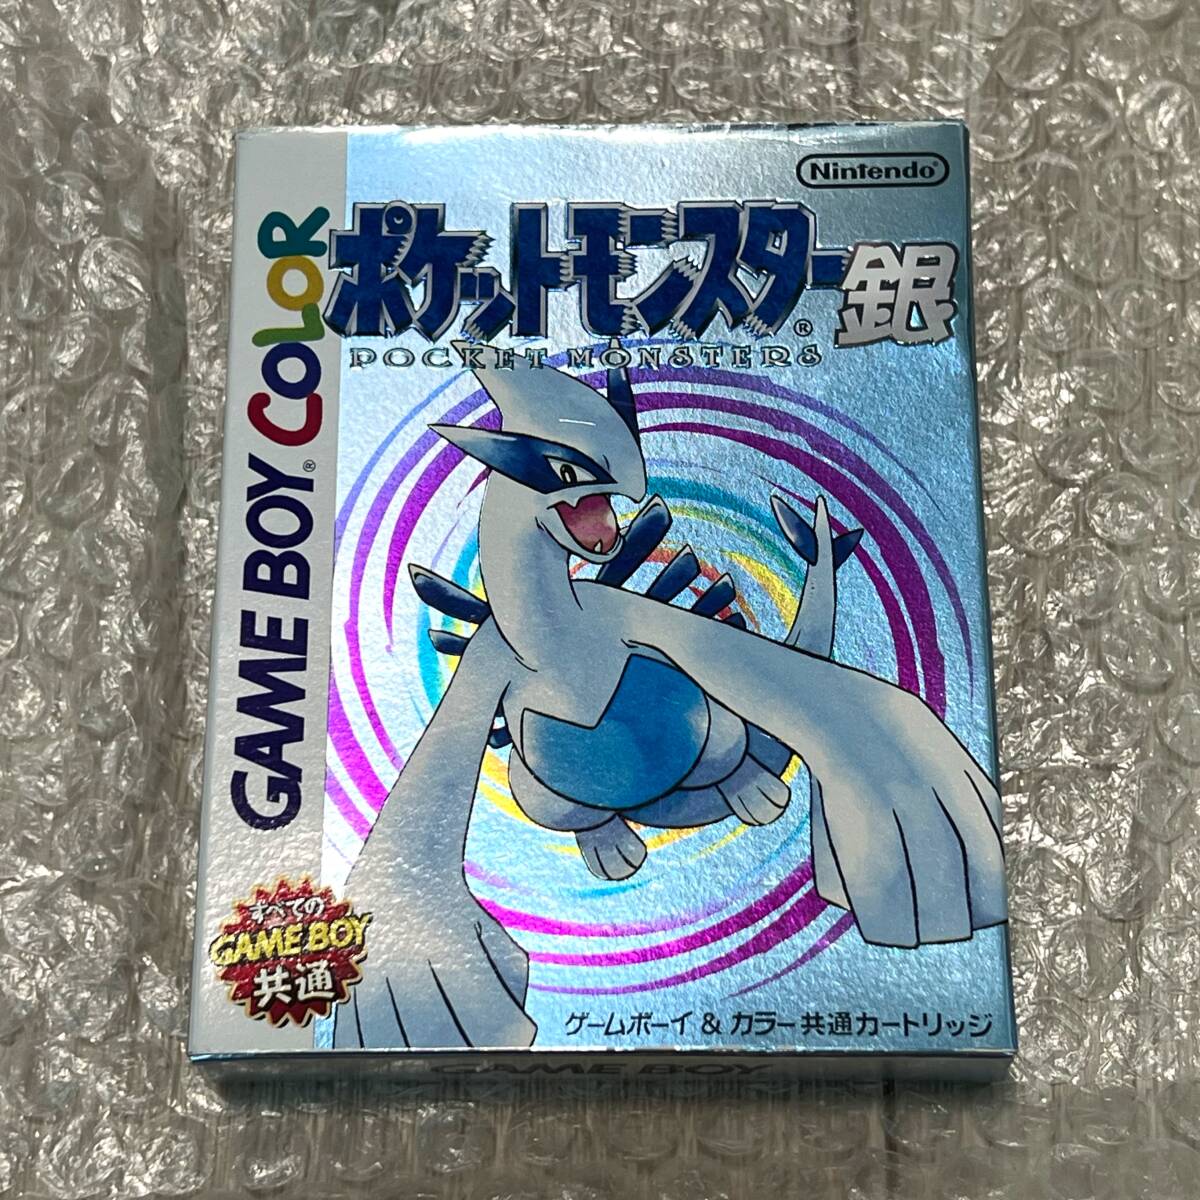 Nintendo®
ポケットモンスター®銀
POCKET MONSTERS
GAME BOY® COLOR
すべての
GAME BOY
共通
ゲームボーイ & カラー共通カートリッジ
GAME BOY